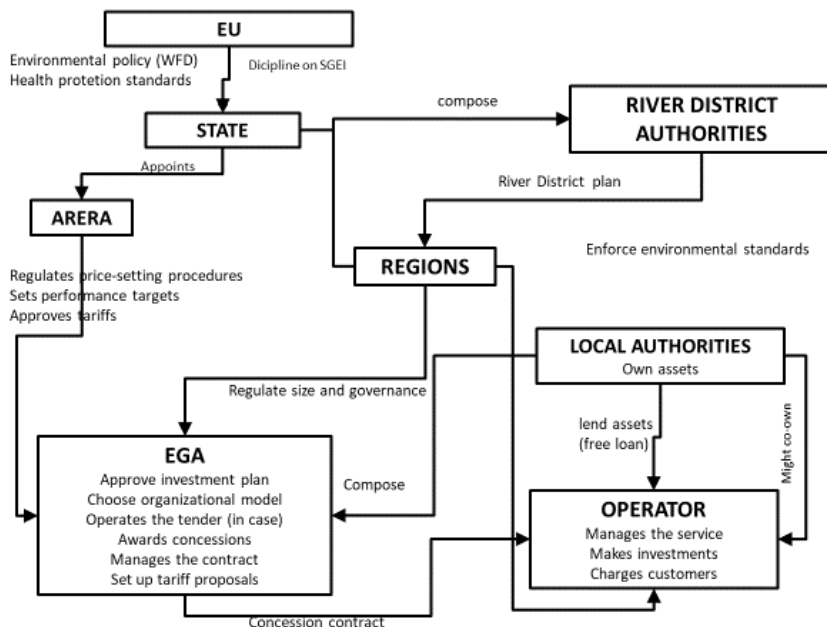 EU
Environmental policy (WFD)
Health protetion standards
Dicipline on SGEI
compose
RIVER DISTRICT
AUTHORITIES
STATE
Appoints
River District plan
ARERA
REGIONS
Enforce environmental standards
Regulates price-setting procedures
Sets performance targets
Approves tariffs
LOCAL AUTHORITIES
Own assets
Regulate size and governance
lend assets
(free loan)
Might co-own
EGA
Approve investment plan
Choose organizational model
Operates the tender (in case)
Awards concessions
Manages the contract
Set up tariff proposals
Compose
OPERATOR
Manages the service
Makes investments
Charges customers
Concession contract